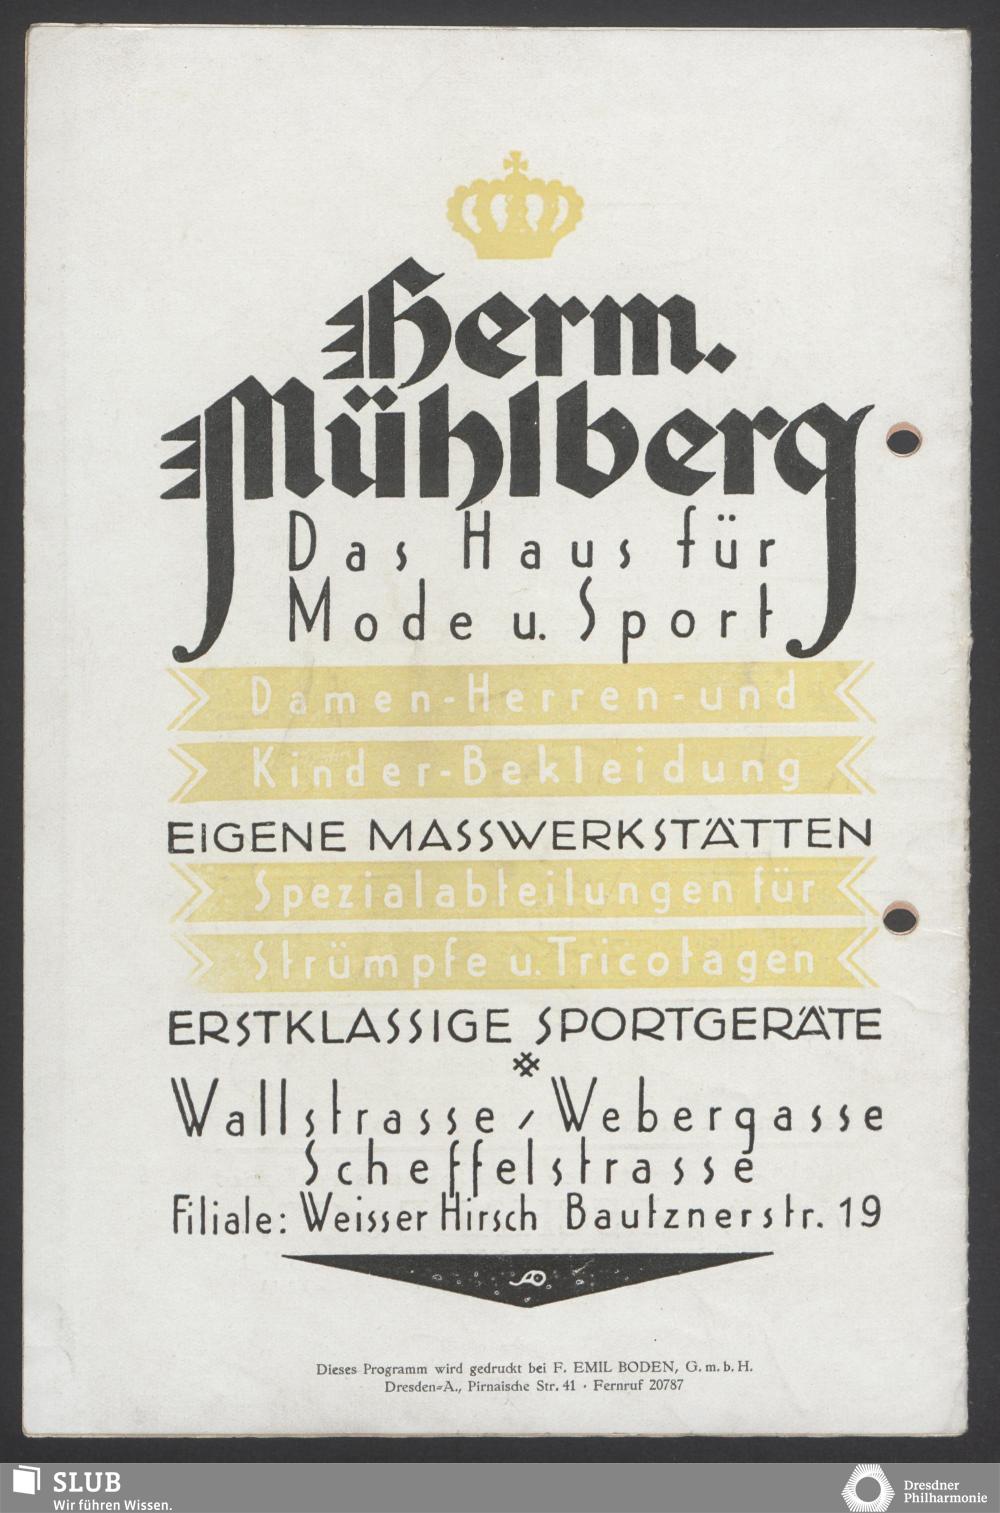 Herm.
Mühlberg
Das Haus für
Mode u. Sport
Damen-Herren-und
Kinder-Bekleidung
EIGENE MASSWERKSTÄTTEN
Spezialabteilungen für
Strümpfe u. Tricotagen
ERSTKLASSIGE SPORTGERÄTE
Wallstrasse / Webergasse
Scheffelstrasse
Filiale: Weisser Hirsch Bautznerstr. 19
Dieses Programm wird gedruckt bei F. EMIL BODEN, G. m. b. H.
Dresden-A., Pirnaische Str. 41 · Fernruf 20787
SLUB
Wir führen Wissen.
Dresdner
Philharmonie